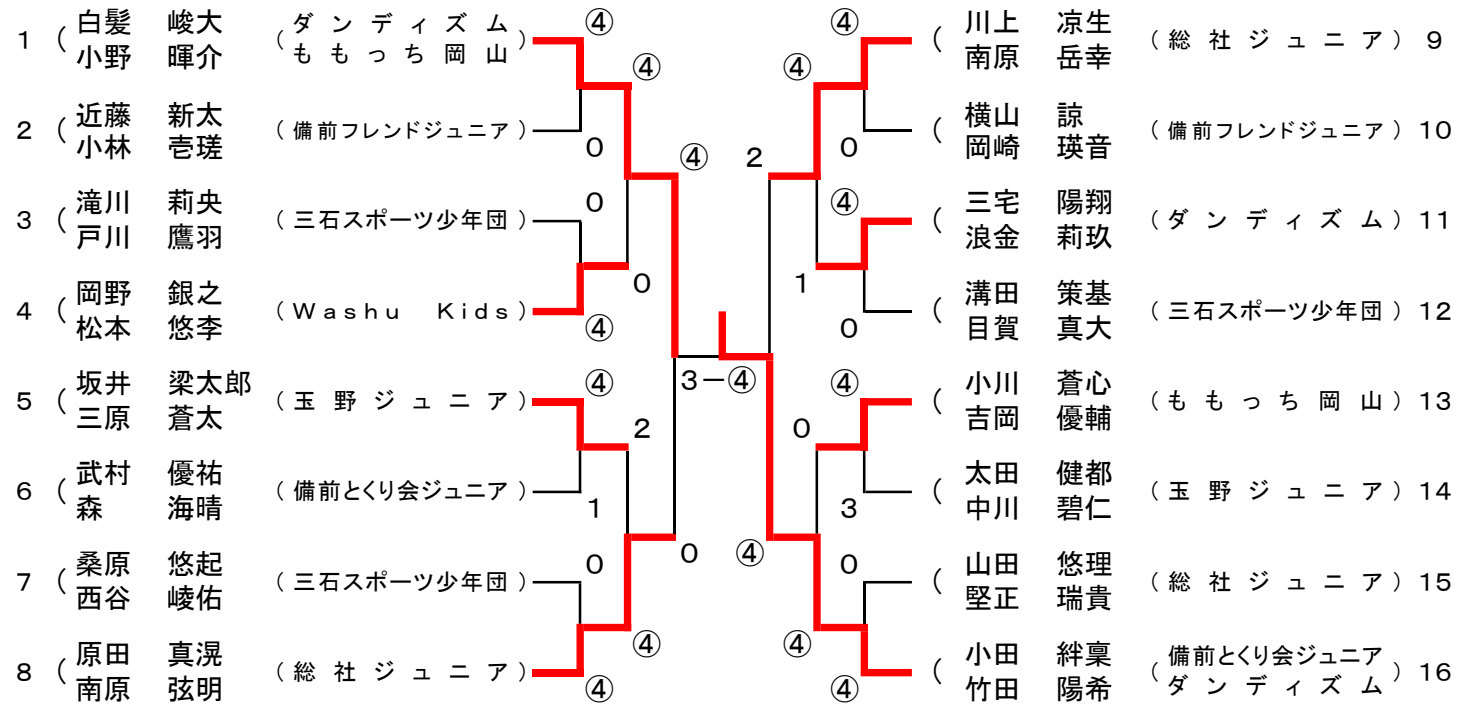 1 ( 白髪 峻大 ( ダンディズム ④
小野 暉介 ももっち岡山 )
④
2 ( 近藤 新太 ( 備前フレンドジュニア )
小林 壱瑳 0
④
3 ( 滝川 莉央 ( 三石スポーツ少年団 ) 0
戸川 鷹羽
0
4 ( 岡野 銀之 ( Washu Kids )
松本 悠李 ④
5 ( 坂井 梁太郎 ( 玉野ジュニア ) ④
三原 蒼太
2
6 ( 武村 優祐 ( 備前とくり会ジュニア )
森 海晴 1
0
7 ( 桑原 悠起 ( 三石スポーツ少年団 ) 0
西谷 崚佑
④
8 ( 原田 真滉 ( 総社ジュニア )
南原 弦明 ④
3-④
④ ( 川上 凉生 ( 総社ジュニア ) 9
南原 岳幸
④
( 横山 諒 ( 備前フレンドジュニア ) 10
0 岡崎 瑛音
2
④ ( 三宅 陽翔 ( ダンディズム ) 11
浪金 莉玖
1
( 溝田 策基 ( 三石スポーツ少年団 ) 12
0 目賀 真大
④ ( 小川 蒼心 ( ももっち岡山 ) 13
吉岡 優輔
0
( 太田 健都 ( 玉野ジュニア ) 14
3 中川 碧仁
④
0 ( 山田 悠理 ( 総社ジュニア ) 15
堅正 瑞貴
④
( 小田 絆稟 ( 備前とくり会ジュニア ) 16
④ 竹田 陽希 ダンディズム